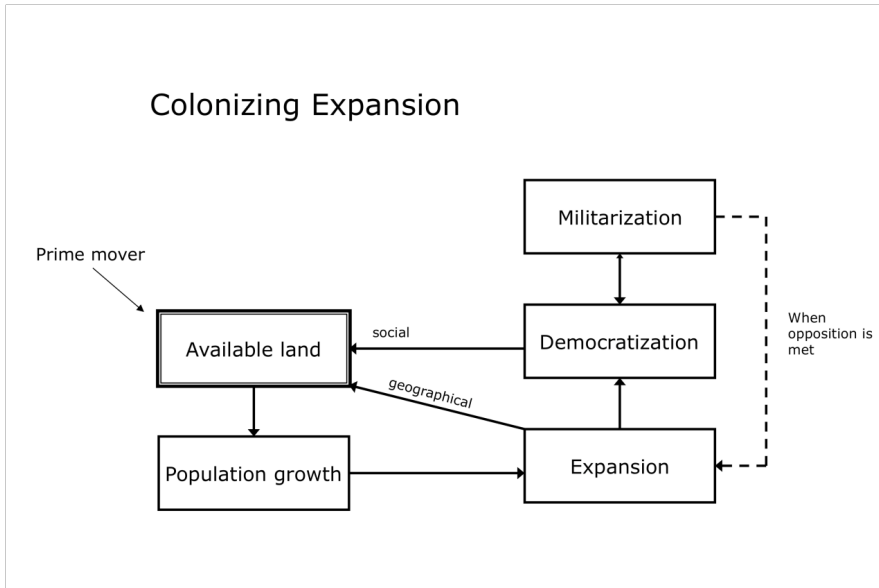 Colonizing Expansion
Militarization
Prime mover
When
opposition is
met
social
Available land
Democratization
geographical
Population growth
Expansion